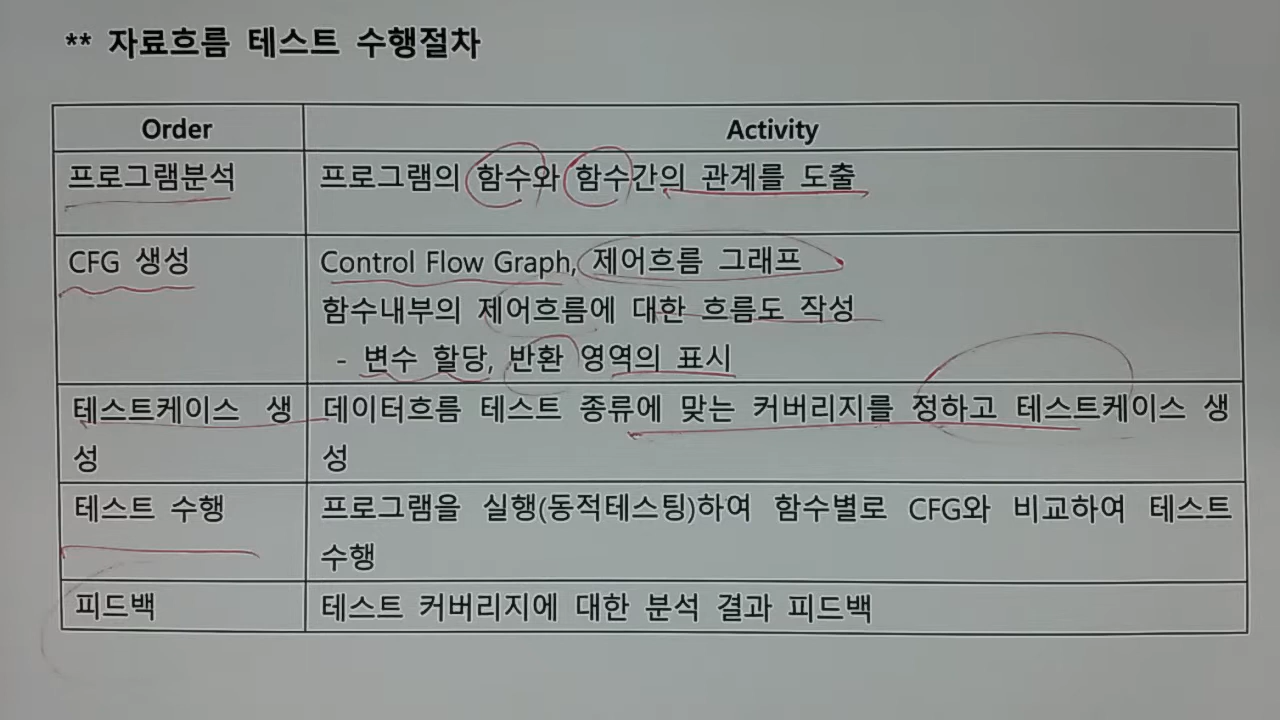 ** 자료흐름 테스트 수행절차
Order Activity
프로그램분석 프로그램의 함수와 함수간의 관계를 도출
CFG 생성 Control Flow Graph, 제어흐름 그래프
함수내부의 제어흐름에 대한 흐름도 작성
- 변수 할당, 반환 영역의 표시
테스트케이스 생 데이터흐름 테스트 종류에 맞는 커버리지를 정하고 테스트케이스 생
성 성
테스트 수행 프로그램을 실행(동적테스팅)하여 함수별로 CFG와 비교하여 테스트
수행
피드백 테스트 커버리지에 대한 분석 결과 피드백